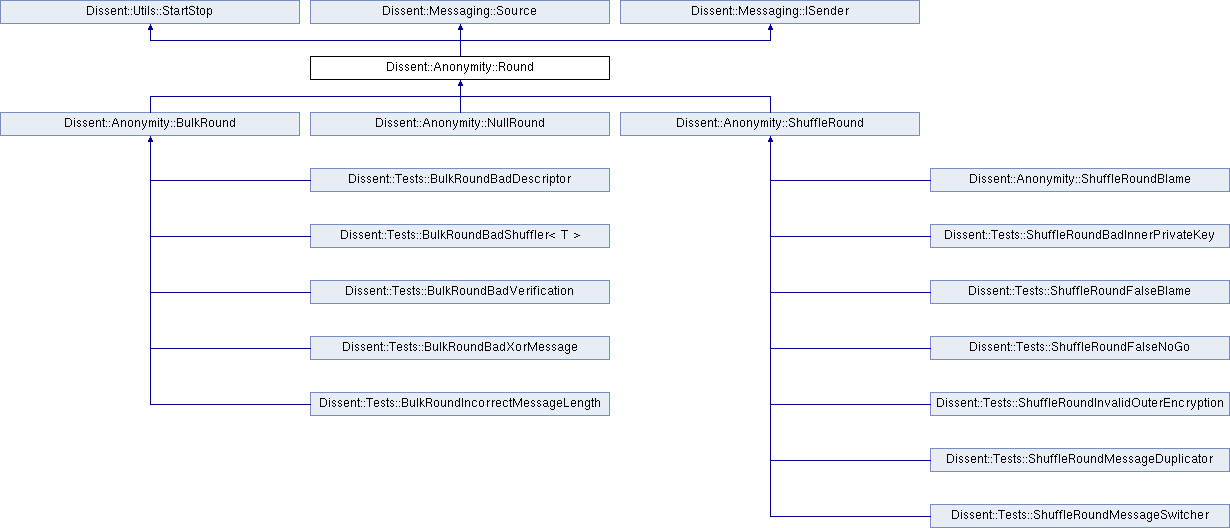 Dissent::Utils::StartStop
Dissent::Messaging::Source
Dissent::Messaging::ISender
Dissent::Anonymity::Round
Dissent::Anonymity::BulkRound
Dissent::Anonymity::NullRound
Dissent::Anonymity::ShuffleRound
Dissent::Tests::BulkRoundBadDescriptor
Dissent::Anonymity::ShuffleRoundBlame
Dissent::Tests::BulkRoundBadShuffler< T >
Dissent::Tests::ShuffleRoundBadInnerPrivateKey
Dissent::Tests::BulkRoundBadVerification
Dissent::Tests::ShuffleRoundFalseBlame
Dissent::Tests::BulkRoundBadXorMessage
Dissent::Tests::ShuffleRoundFalseNoGo
Dissent::Tests::BulkRoundIncorrectMessageLength
Dissent::Tests::ShuffleRoundInvalidOuterEncryption
Dissent::Tests::ShuffleRoundMessageDuplicator
Dissent::Tests::ShuffleRoundMessageSwitcher